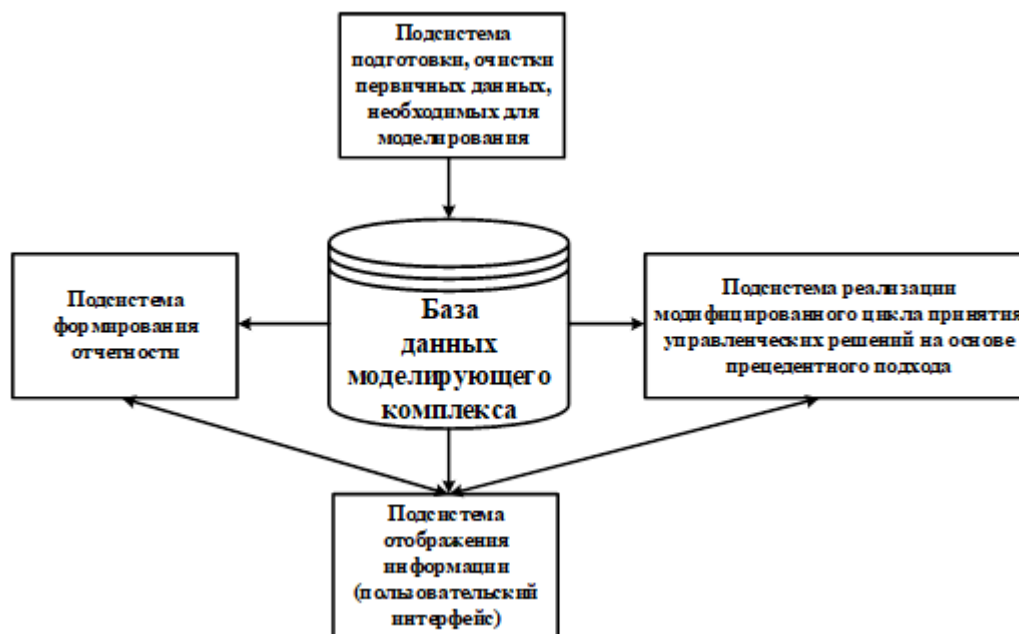 Подсистема
подготовки, очистки
первичных данных,
необходимых для
моделирования
Подсистема
формирования
отчетности
База
данных
моделирующего
комплекса
Подсистема реализации
модифицированного цикла принятия
управленческих решений на основе
прецедентного подхода
Подсистема
отображения
информации
(пользовательский
интерфейс)